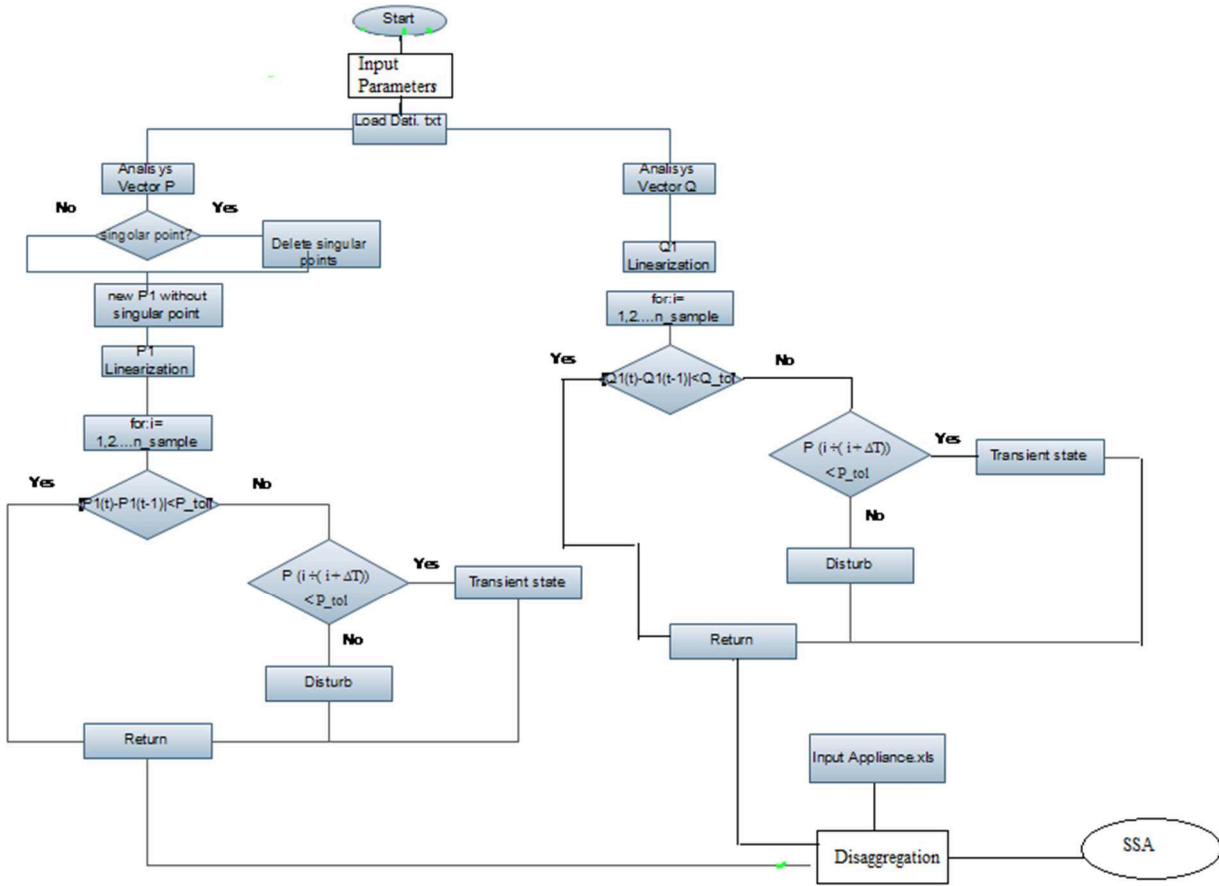 Start
Input
Parameters
Load Dati. txt
Analisys
Vector P
No
Yes
singolar point?
Delete singular
points
new P1 without
singular point
P1
Linearization
for:i=
1,2....n_sample
Yes
No
|P1(t)-P1(t-1)|<P_tol
P (i ÷( i + ΔT))
< P_tol
Yes
Transient state
No
Disturb
Return
Analisys
Vector Q
Q1
Linearization
for:i=
1,2....n_sample
Yes
No
|Q1(t)-Q1(t-1)|<Q_tol
P (i ÷( i + ΔT))
< P_tol
Yes
Transient state
No
Disturb
Return
Input Appliance.xls
Disaggregation
SSA